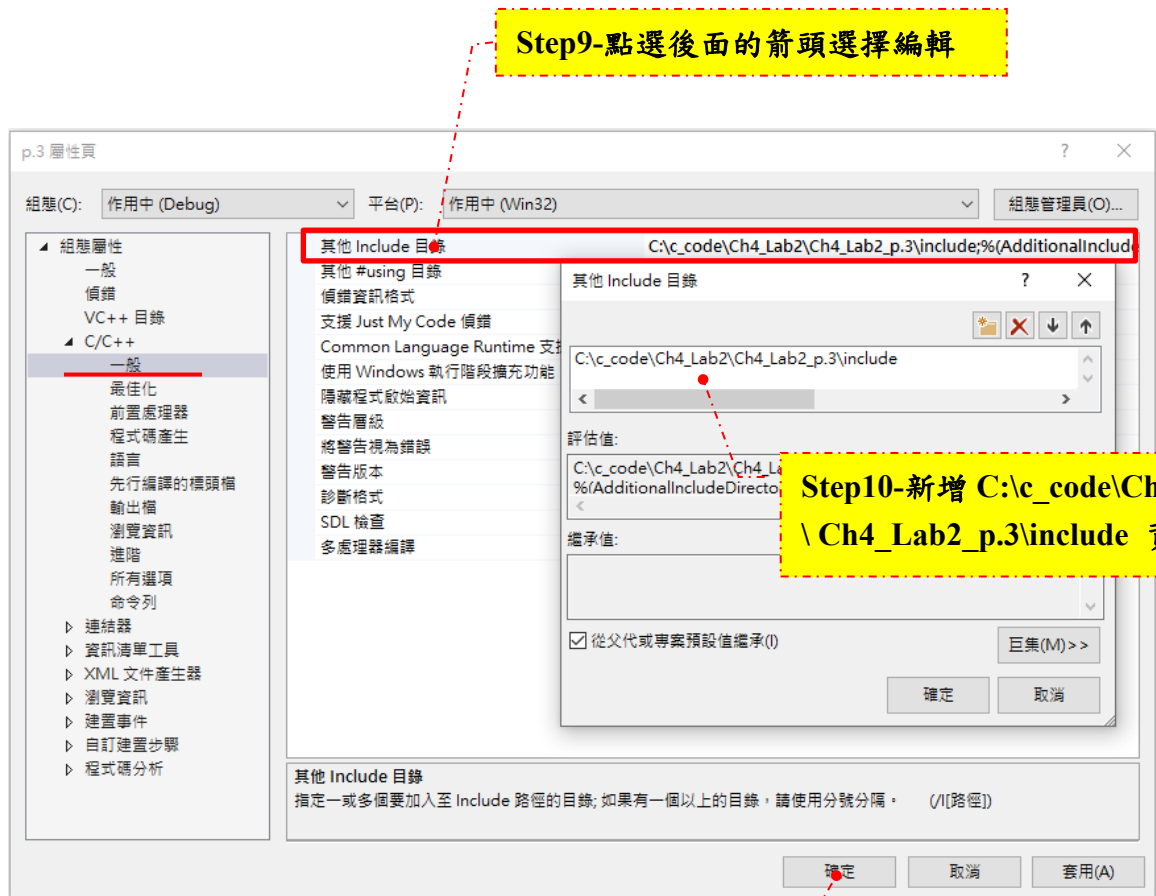 Step9-點選後面的箭頭選擇編輯
p.3 屬性頁
組態(C): 作用中 (Debug) 平台(P): 作用中 (Win32) 組態管理員(O)...
組態屬性
一般
偵錯
VC++ 目錄
C/C++
一般
最佳化
前置處理器
程式碼產生
語言
先行編譯的標頭檔
輸出檔
瀏覽資訊
進階
所有選項
命令列
連結器
資訊清單工具
XML 文件產生器
瀏覽資訊
建置事件
自訂建置步驟
程式碼分析
其他 Include 目錄 C:\c_code\Ch4_Lab2\Ch4_Lab2_p.3\include;%(AdditionalInclude
其他 #using 目錄
偵錯資訊格式
支援 Just My Code 偵錯
Common Language Runtime 支
使用 Windows 執行階段擴充功能
隱藏程式啟始資訊
警告層級
將警告視為錯誤
警告版本
診斷格式
SDL 檢查
多處理器編譯
其他 Include 目錄
C:\c_code\Ch4_Lab2\Ch4_Lab2_p.3\include
評估值:
C:\c_code\Ch4_Lab2\Ch4_La
%(AdditionalIncludeDirecto
Step10-新增 C:\c_code\Ch
\ Ch4_Lab2_p.3\include
繼承值:
從父代或專案預設值繼承(I) 巨集(M)>>
確定 取消
其他 Include 目錄
指定一或多個要加入至 Include 路徑的目錄; 如果有一個以上的目錄，請使用分號分隔。 (/I[路徑])
確定 取消 套用(A)